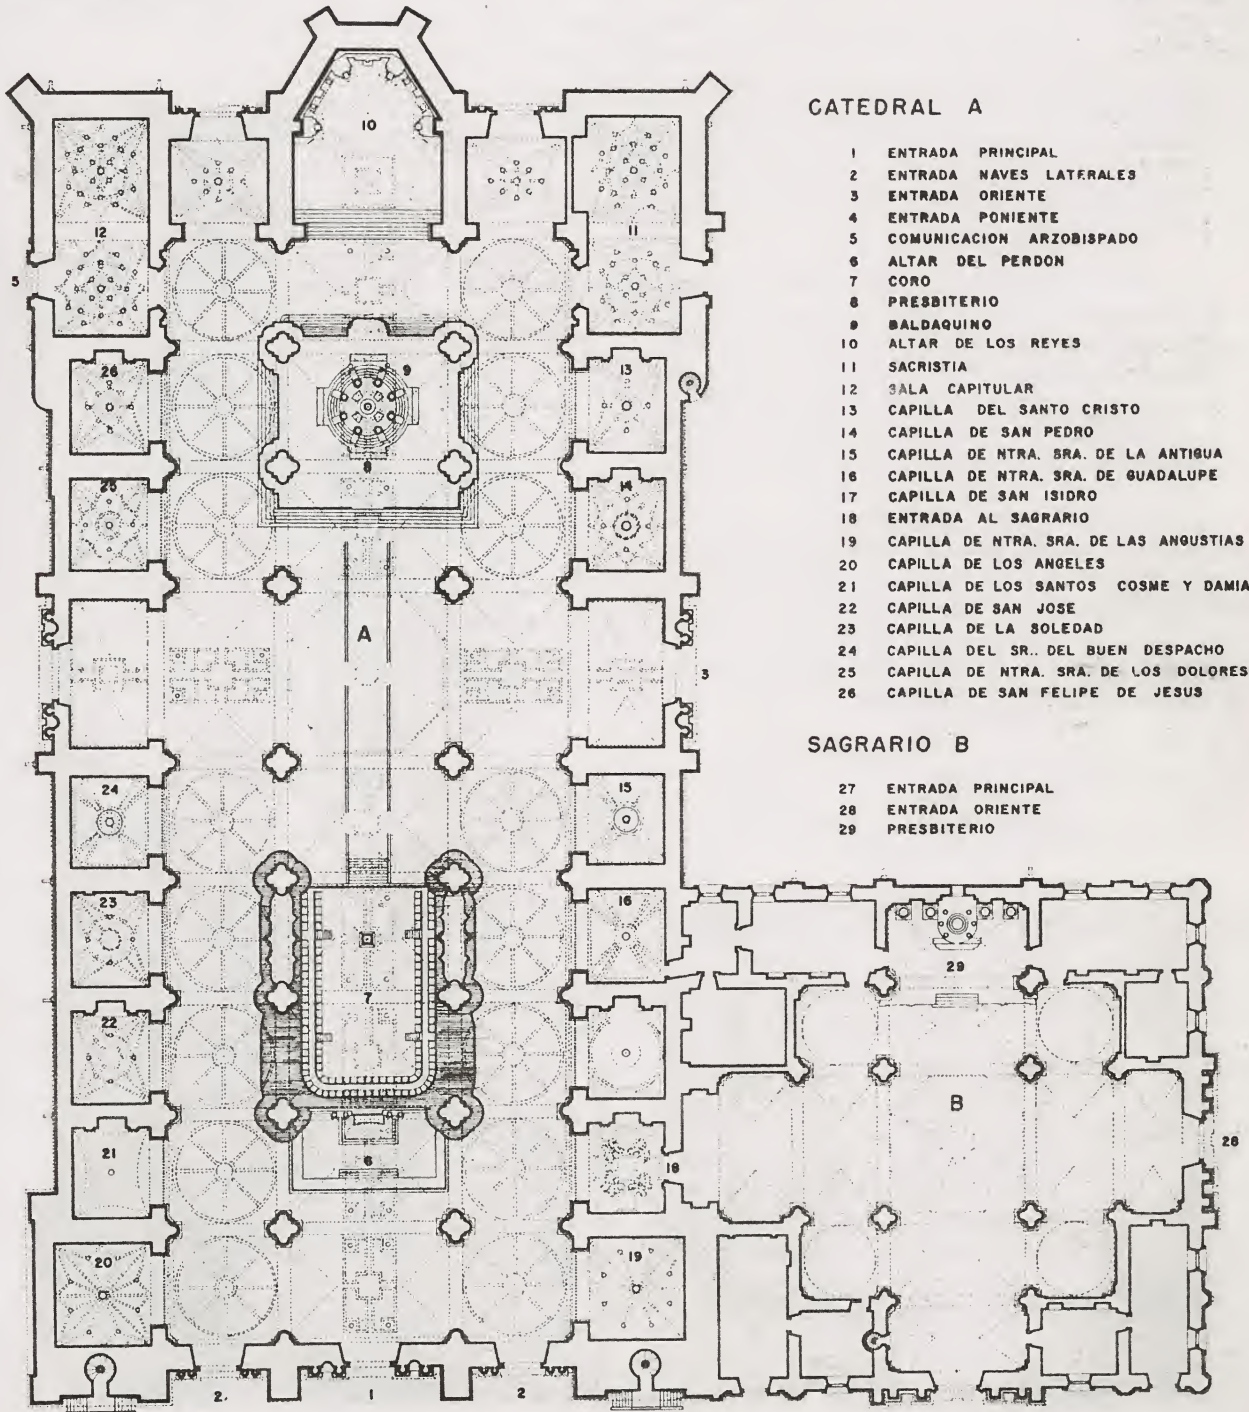 CATEDRAL A
1 ENTRADA PRINCIPAL
2 ENTRADA NAVES LATERALES
3 ENTRADA ORIENTE
4 ENTRADA PONIENTE
5 COMUNICACION ARZOBISPADO
6 ALTAR DEL PERDON
7 CORO
8 PRESBITERIO
9 BALDAQUINO
10 ALTAR DE LOS REYES
11 SACRISTIA
12 SALA CAPITULAR
13 CAPILLA DEL SANTO CRISTO
14 CAPILLA DE SAN PEDRO
15 CAPILLA DE NTRA. SRA. DE LA ANTIGUA
16 CAPILLA DE NTRA. SRA. DE GUADALUPE
17 CAPILLA DE SAN ISIDRO
18 ENTRADA AL SAGRARIO
19 CAPILLA DE NTRA. SRA. DE LAS ANGUSTIAS
20 CAPILLA DE LOS ANGELES
21 CAPILLA DE LOS SANTOS COSME Y DAMIA
22 CAPILLA DE SAN JOSE
23 CAPILLA DE LA SOLEDAD
24 CAPILLA DEL SR.. DEL BUEN DESPACHO
25 CAPILLA DE NTRA. SRA. DE LOS DOLORES
26 CAPILLA DE SAN FELIPE DE JESUS
SAGRARIO B
27 ENTRADA PRINCIPAL
28 ENTRADA ORIENTE
29 PRESBITERIO
10
12
11
5
26
9
13
8
25
14
A
3
24
15
23
16
7
29
22
B
21
6
18
28
20
19
2
1
2